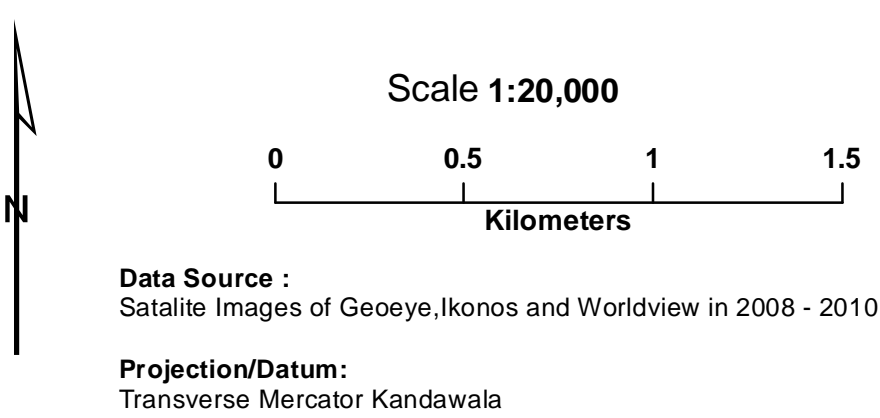 Scale 1:20,000
0 0.5 1 1.5
Kilometers
N
Data Source :
Satalite Images of Geoeye,Ikonos and Worldview in 2008 - 2010
Projection/Datum:
Transverse Mercator Kandawala